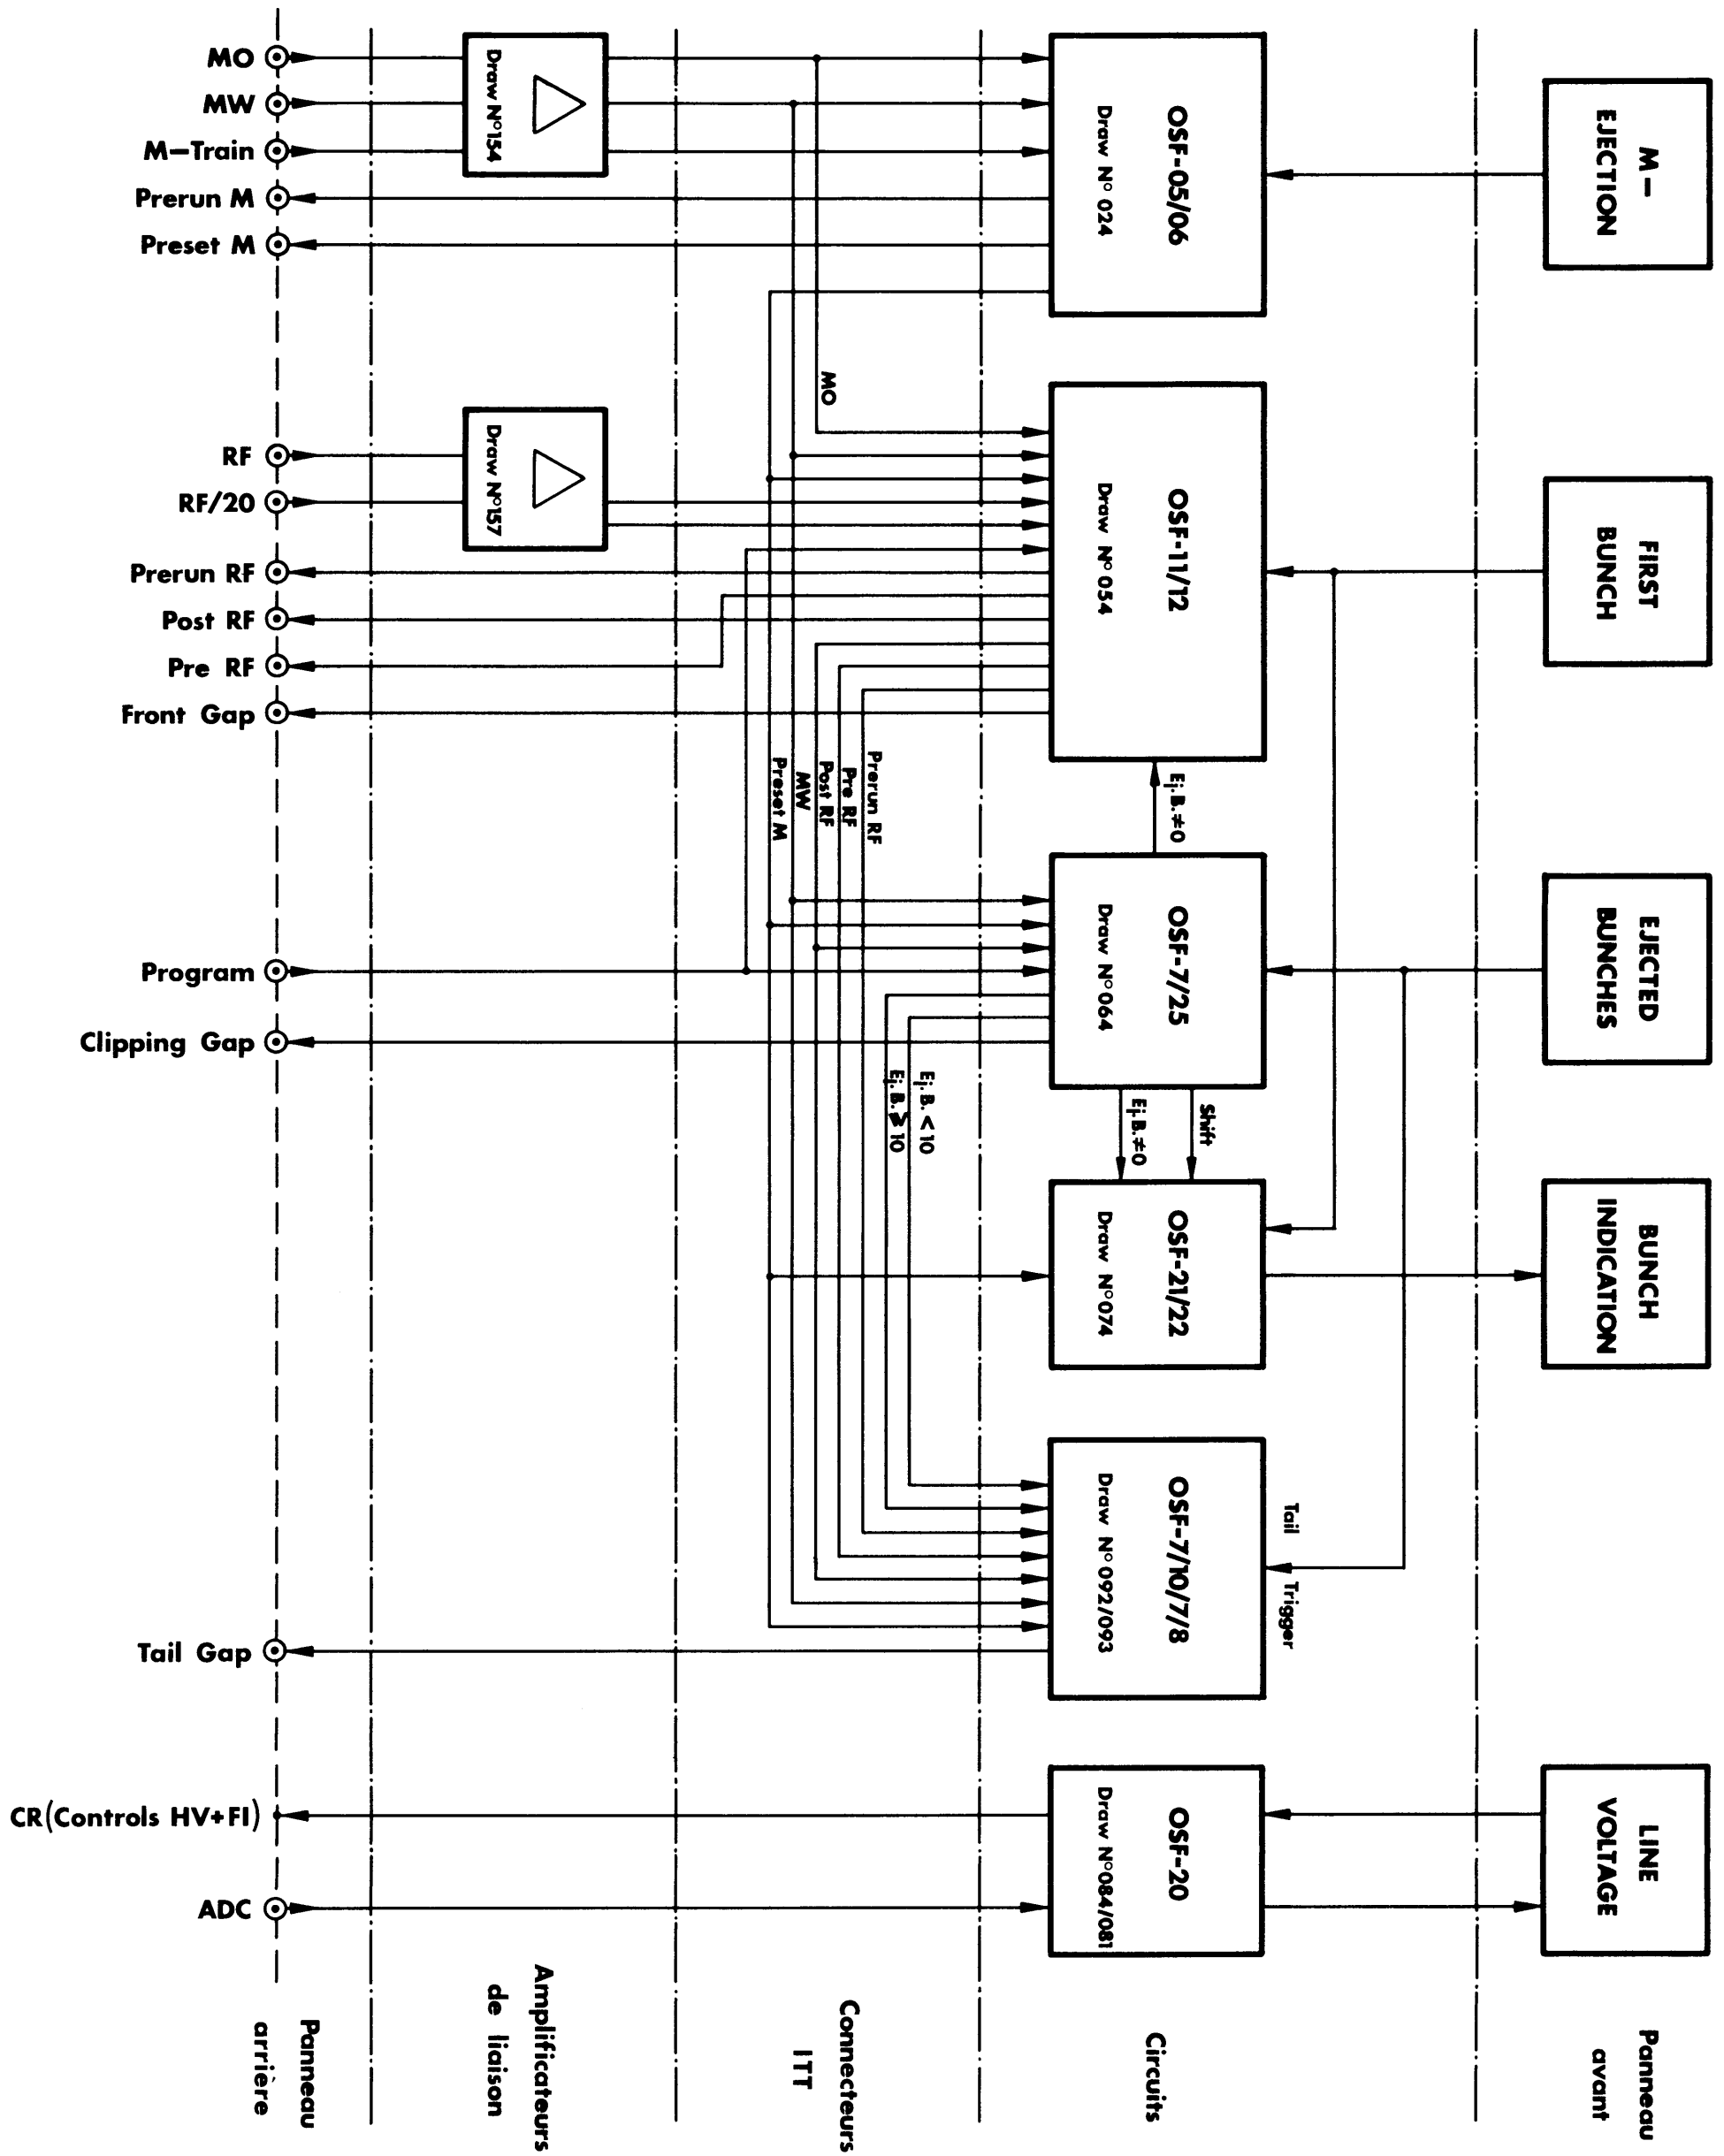 MO
MW
M-Train
Prerun M
Preset M
RF
RF/20
Prerun RF
Post RF
Pre RF
Front Gap
Program
Clipping Gap
Tail Gap
CR(Controls HV+FI)
ADC
Draw N°154
Draw N°157
MO
Prerun RF
Pre RF
Post RF
MW
Preset M
Ej. B. < 10
Ej. B. ≥ 10
OSF-05/06
Draw N° 024
OSF-11/12
Draw N° 054
Ej. B. ≠ 0
OSF-7/25
Draw N° 064
Shift
Ej. B. ≠ 0
OSF-21/22
Draw N° 074
OSF-7/10/7/8
Draw N° 092/093
Tail Trigger
OSF-20
Draw N° 084/081
M-
EJECTION
FIRST
BUNCH
EJECTED
BUNCHES
BUNCH
INDICATION
LINE
VOLTAGE
Panneau
arrière
Amplificateurs
de liaison
Connecteurs
ITT
Circuits
Panneau
avant